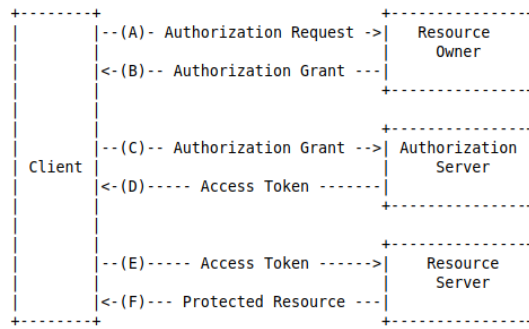 --(A)- Authorization Request ->
Resource
Owner
<-(B)-- Authorization Grant ---
--(C)-- Authorization Grant -->
Authorization
Client
Server
<-(D)----- Access Token -------
--(E)----- Access Token ------>
Resource
Server
<-(F)--- Protected Resource ---